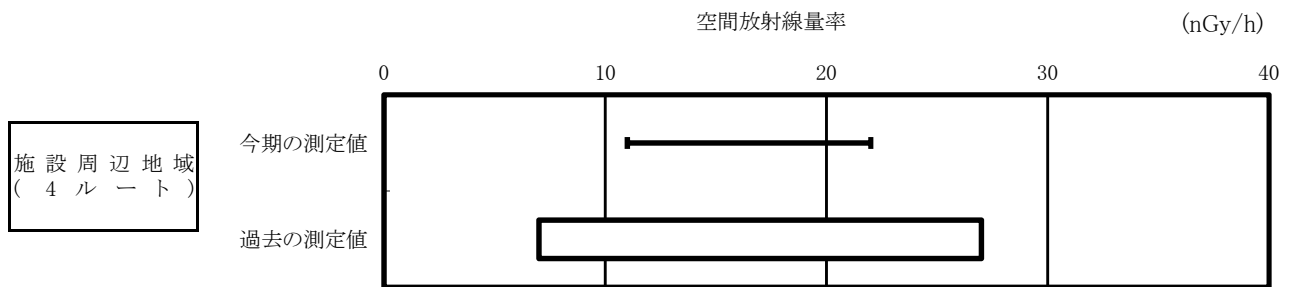 空間放射線量率
(nGy/h)
0 10 20 30 40
施設周辺地域
(4ルート)
今期の測定値
過去の測定値